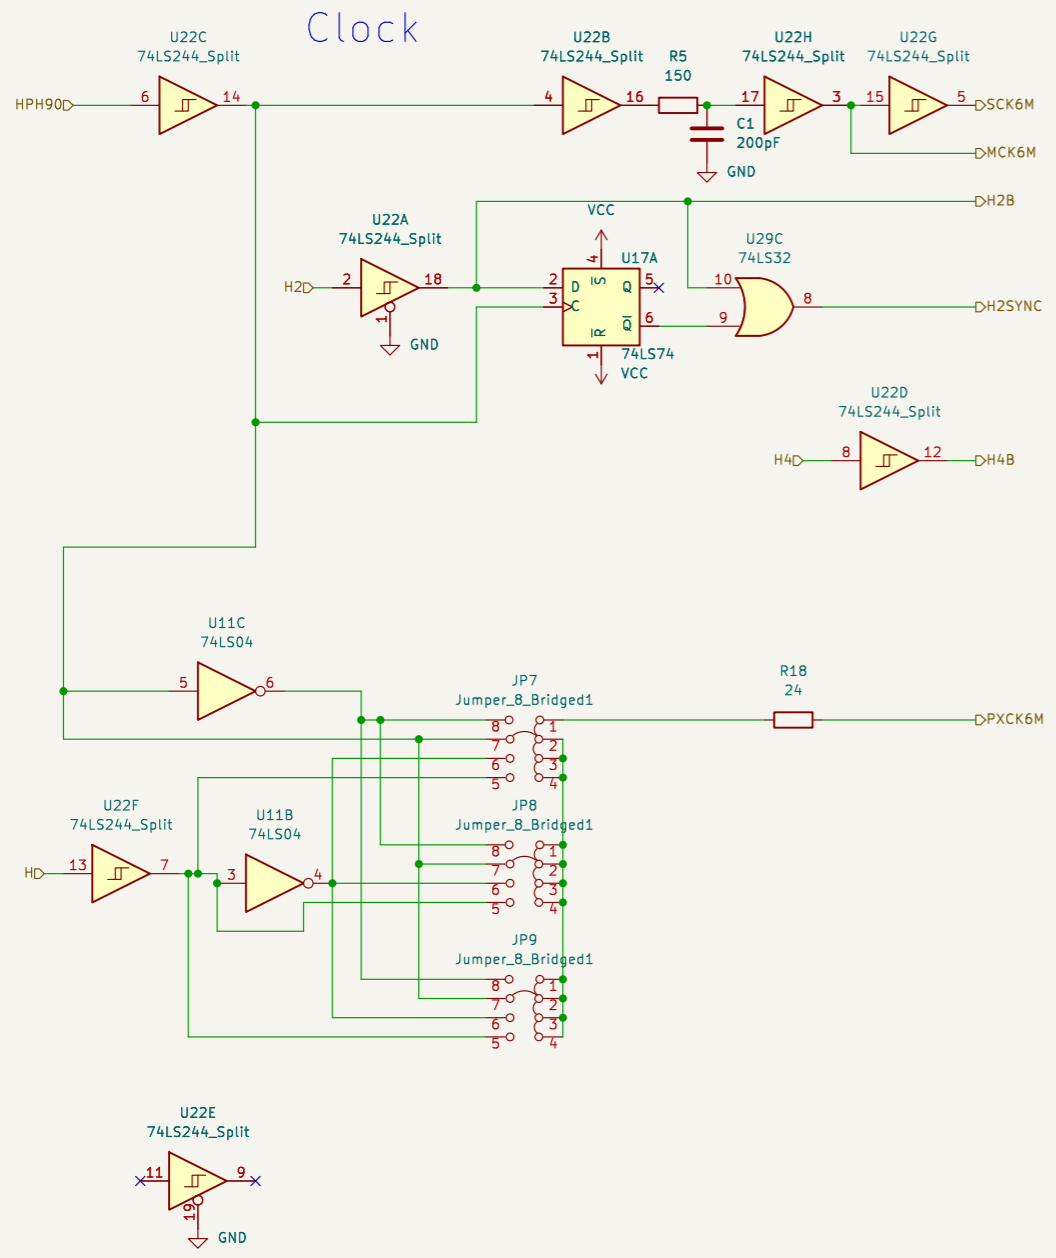 Clock
U22C
74LS244_Split
HPH90
6
14
U22B
74LS244_Split
4
16
R5
150
C1
200pF
GND
U22H
74LS244_Split
17
3
U22G
74LS244_Split
15
5
SCK6M
MCK6M
H2B
U22A
74LS244_Split
H2
2
18
1
GND
VCC
4
U17A
2
D
S
Q
5
3
C
R
Q
6
1
74LS74
VCC
U29C
74LS32
10
9
8
H2SYNC
U22D
74LS244_Split
H4
8
12
H4B
U11C
74LS04
5
6
JP7
Jumper_8_Bridged1
8
1
7
2
6
3
5
4
R18
24
PXCK6M
U22F
74LS244_Split
H
13
7
U11B
74LS04
3
4
JP8
Jumper_8_Bridged1
8
1
7
2
6
3
5
4
JP9
Jumper_8_Bridged1
8
1
7
2
6
3
5
4
U22E
74LS244_Split
11
9
19
GND